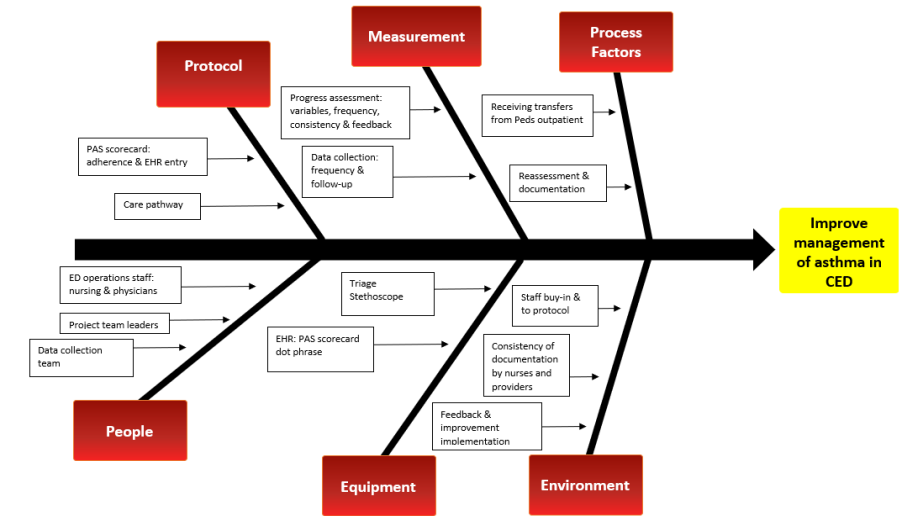 Measurement
Process
Factors
Protocol
Progress assessment:
variables, frequency,
consistency & feedback
Receiving transfers
from Peds outpatient
PAS scorecard:
adherence & EHR entry
Data collection:
frequency &
follow-up
Reassessment &
documentation
Care pathway
Improve
management
of asthma in
CED
ED operations staff:
nursing & physicians
Project team leaders
Data collection
team
Triage
Stethoscope
EHR: PAS scorecard
dot phrase
Staff buy-in &
to protocol
Consistency of
documentation
by nurses and
providers
Feedback &
improvement
implementation
People
Equipment
Environment